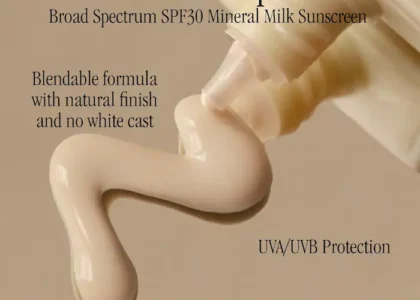 Broad Spectrum SPF30 Mineral Milk Sunscreen
Blendable formula
with natural finish
and no white cast
UVA/UVB Protection